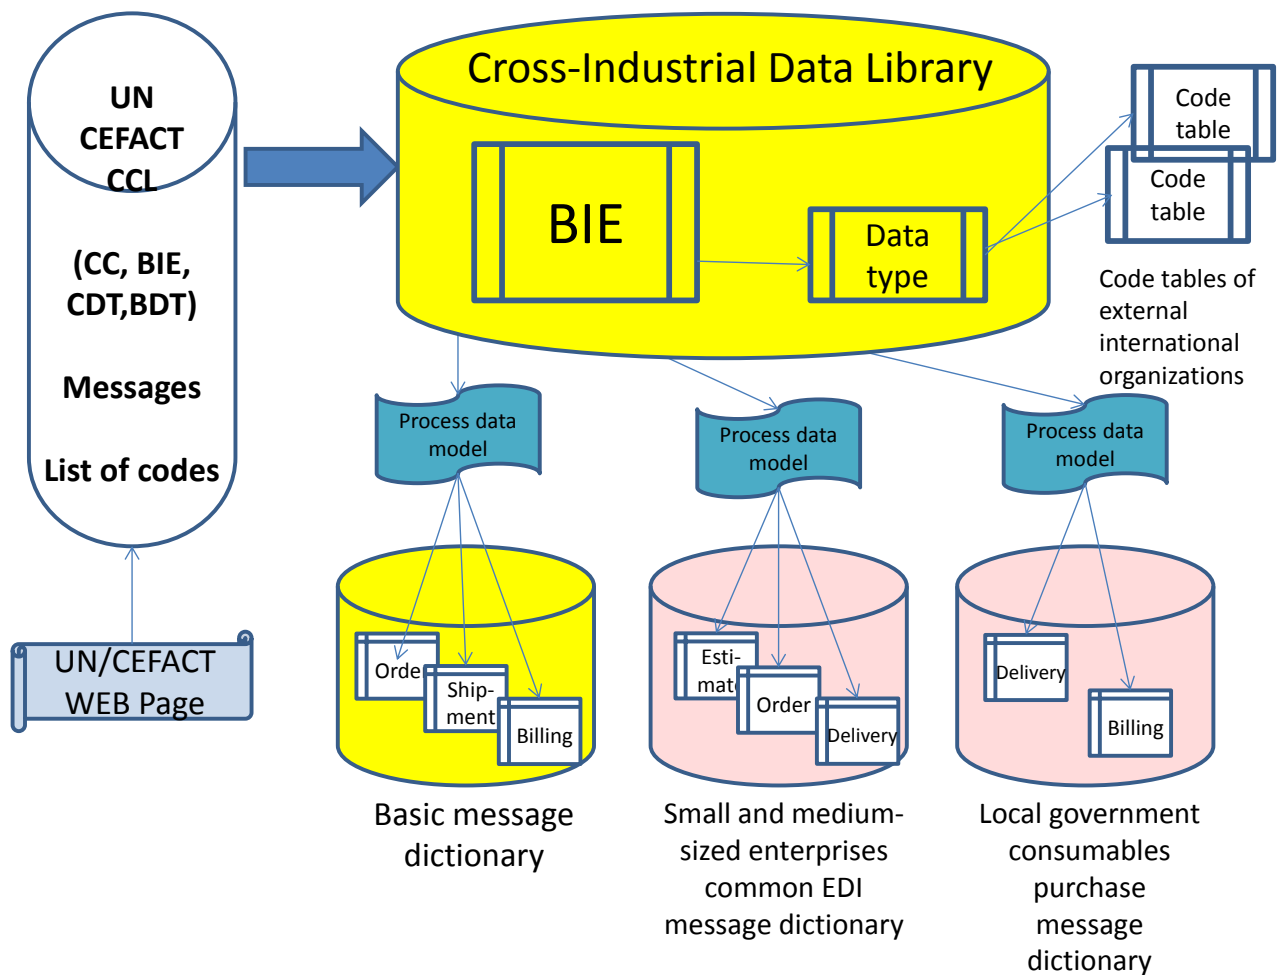 UN
CEFACT
CCL
(CC, BIE,
CDT,BDT)
Messages
List of codes
UN/CEFACT
WEB Page
Cross-Industrial Data Library
BIE
Data
type
Code
table
Code
table
Code tables of
external
international
organizations
Process data
model
Process data
model
Process data
model
Order
Ship-
ment
Billing
Esti-
mate
Order
Delivery
Delivery
Billing
Basic message
dictionary
Small and medium-
sized enterprises
common EDI
message dictionary
Local government
consumables
purchase
message
dictionary